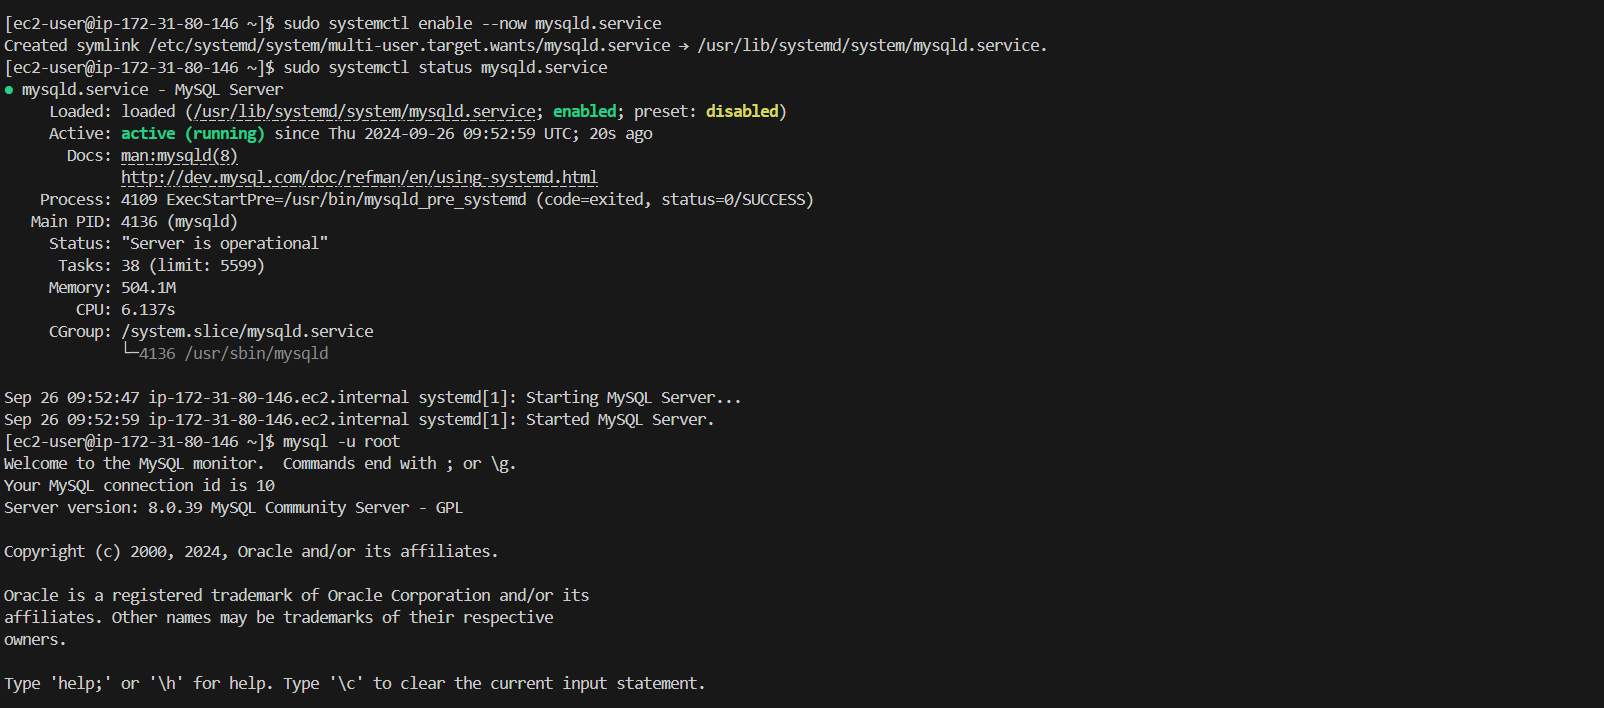 [ec2-user@ip-172-31-80-146 ~]$ sudo systemctl enable --now mysqld.service
Created symlink /etc/systemd/system/multi-user.target.wants/mysqld.service → /usr/lib/systemd/system/mysqld.service.
[ec2-user@ip-172-31-80-146 ~]$ sudo systemctl status mysqld.service
● mysqld.service - MySQL Server
     Loaded: loaded (/usr/lib/systemd/system/mysqld.service; enabled; preset: disabled)
     Active: active (running) since Thu 2024-09-26 09:52:59 UTC; 20s ago
       Docs: man:mysqld(8)
             http://dev.mysql.com/doc/refman/en/using-systemd.html
    Process: 4109 ExecStartPre=/usr/bin/mysqld_pre_systemd (code=exited, status=0/SUCCESS)
   Main PID: 4136 (mysqld)
     Status: "Server is operational"
      Tasks: 38 (limit: 5599)
     Memory: 504.1M
        CPU: 6.137s
     CGroup: /system.slice/mysqld.service
             └─4136 /usr/sbin/mysqld

Sep 26 09:52:47 ip-172-31-80-146.ec2.internal systemd[1]: Starting MySQL Server...
Sep 26 09:52:59 ip-172-31-80-146.ec2.internal systemd[1]: Started MySQL Server.
[ec2-user@ip-172-31-80-146 ~]$ mysql -u root
Welcome to the MySQL monitor.  Commands end with ; or \g.
Your MySQL connection id is 10
Server version: 8.0.39 MySQL Community Server - GPL

Copyright (c) 2000, 2024, Oracle and/or its affiliates.

Oracle is a registered trademark of Oracle Corporation and/or its
affiliates. Other names may be trademarks of their respective
owners.

Type 'help;' or '\h' for help. Type '\c' to clear the current input statement.